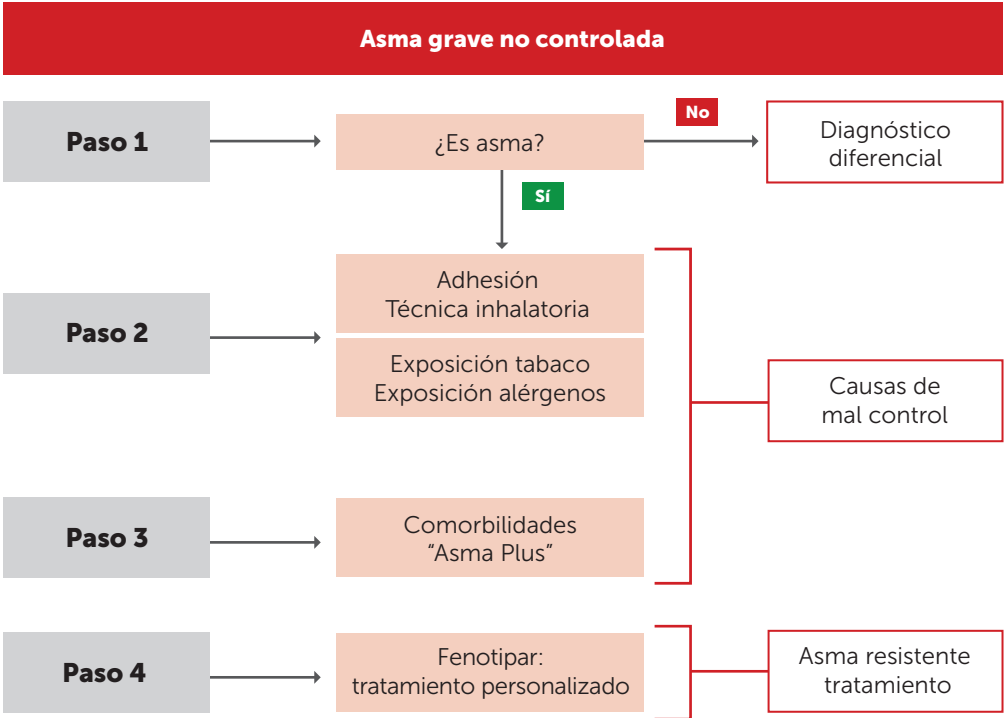 Asma grave no controlada
Paso 1
¿Es asma?
No
Diagnóstico
diferencial
Sí
Paso 2
Adhesión
Técnica inhalatoria
Exposición tabaco
Exposición alérgenos
Causas de
mal control
Paso 3
Comorbilidades
“Asma Plus”
Paso 4
Fenotipar:
tratamiento personalizado
Asma resistente
tratamiento